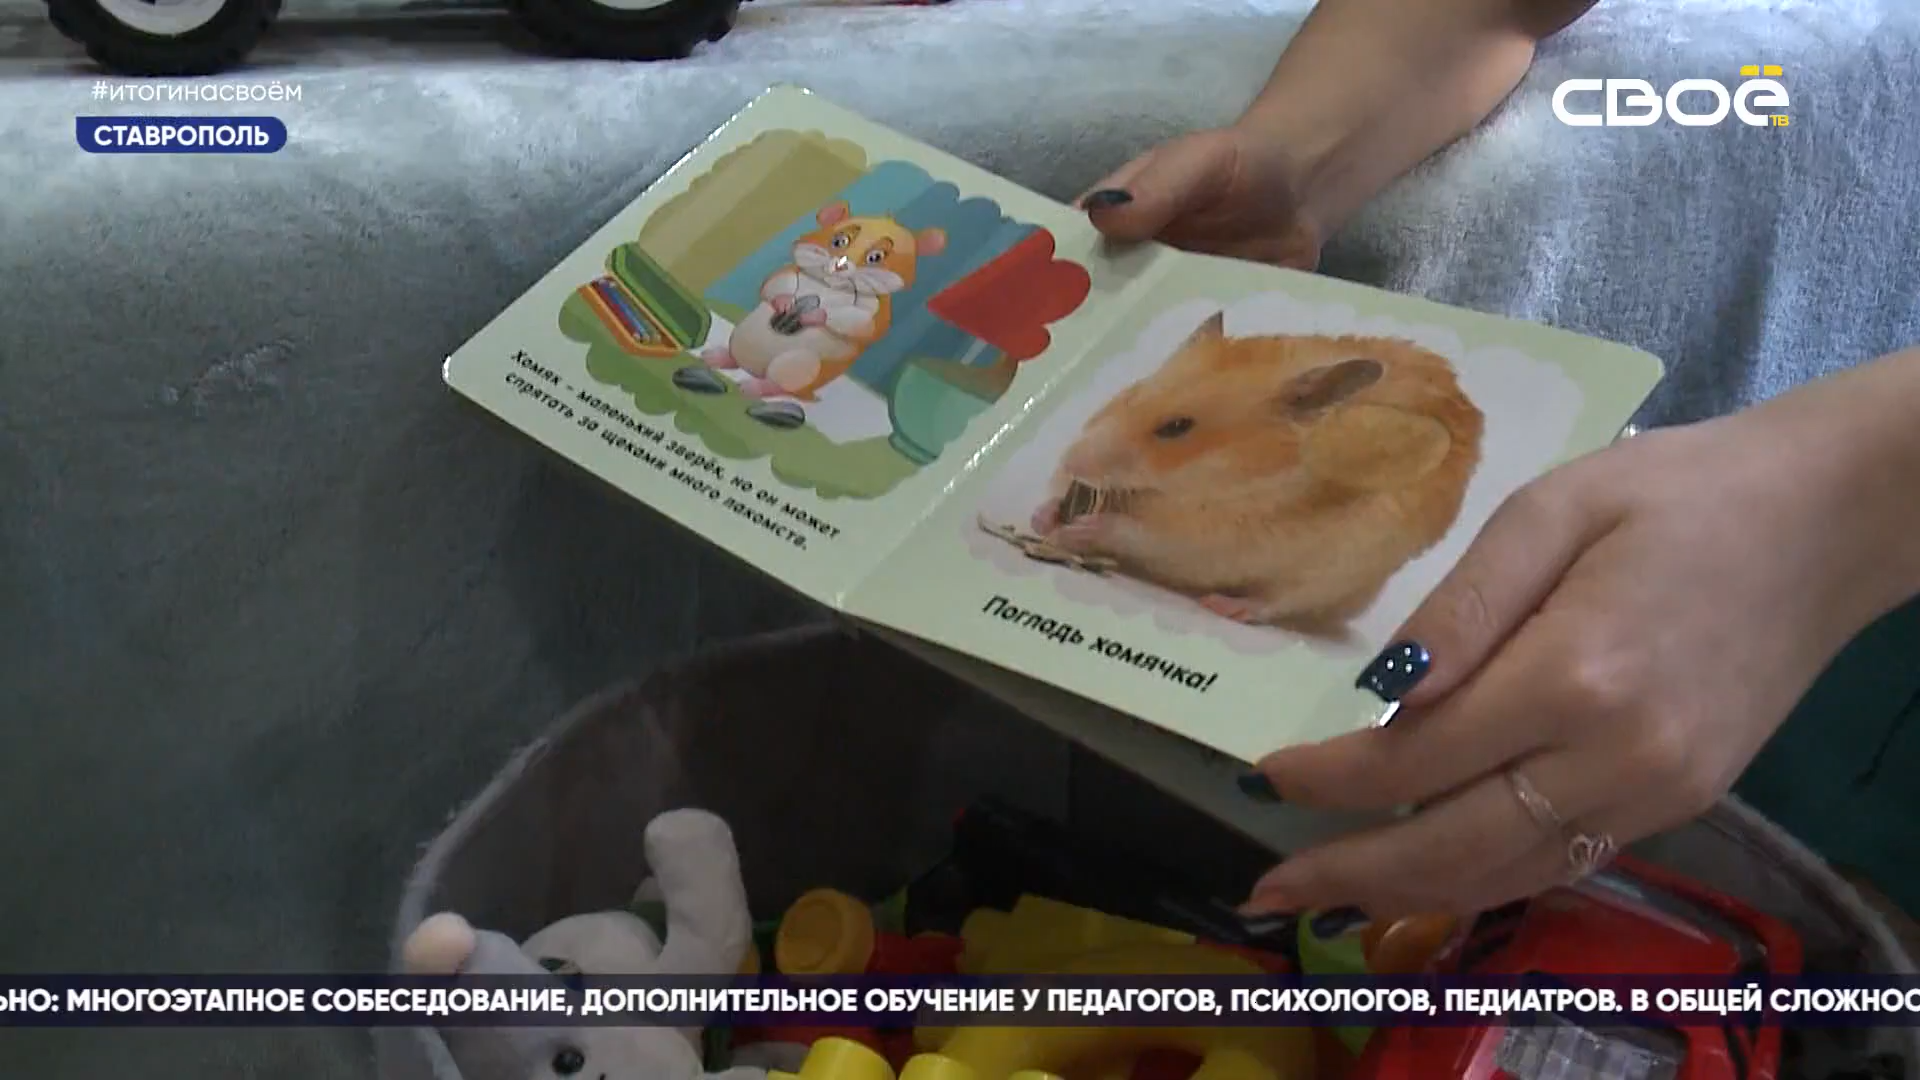 #итогинасвоём
СТАВРОПОЛЬ
СВОЁ
ТВ
Хомяк – маленький зверёк, но он может
спрятать за щеками много лакомств.
Погладь хомячка!
ЬНО: МНОГОЭТАПНОЕ СОБЕСЕДОВАНИЕ, ДОПОЛНИТЕЛЬНОЕ ОБУЧЕНИЕ У ПЕДАГОГОВ, ПСИХОЛОГОВ, ПЕДИАТРОВ. В ОБЩЕЙ СЛОЖНОС